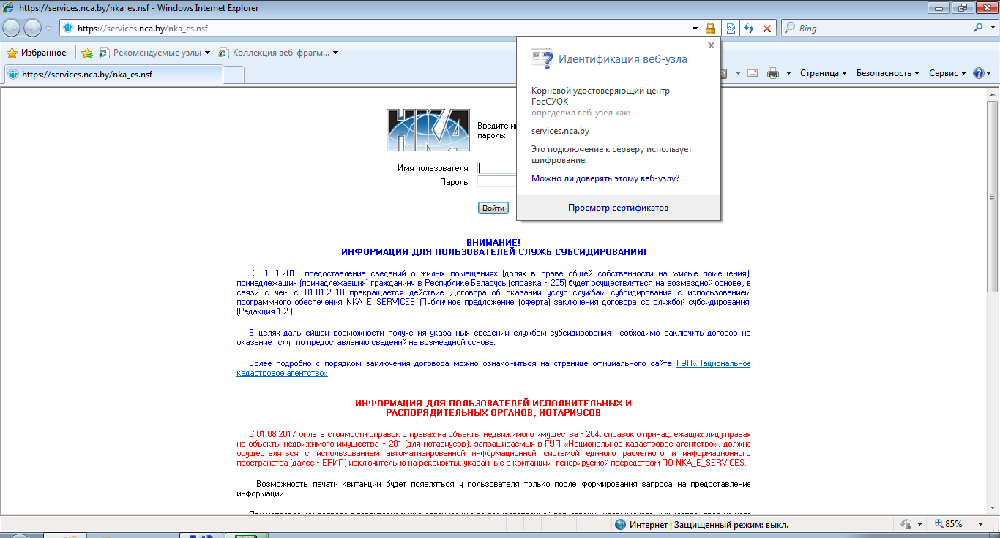 https://services.nca.by/nka_es.nsf - Windows Internet Explorer
https://services.nca.by/nka_es.nsf
Bing
Избранное
Рекомендуемые узлы
Коллекция веб-фрагм...
https://services.nca.by/nka_es.nsf
Страница
Безопасность
Сервис
Идентификация веб-узла
Корневой удостоверяющий центр
ГосСУОК
определил веб-узел как:
services.nca.by
Это подключение к серверу использует
шифрование.
Можно ли доверять этому веб-узлу?
Просмотр сертификатов
НКА
Введите
пароль:
Имя пользователя:
Пароль:
Войти
ВНИМАНИЕ!
ИНФОРМАЦИЯ ДЛЯ ПОЛЬЗОВАТЕЛЕЙ СЛУЖБ СУБСИДИРОВАНИЯ!
С 01.01.2018 предоставление сведений о жилых помещениях (долях в праве общей собственности на жилые помещения),
принадлежащих (принадлежавших) гражданину в Республике Беларусь (справка - 205) будет осуществляться на возмездной основе, в
связи с чем с 01.01.2018 прекращается действие Договора об оказании услуг службам субсидирования с использованием
программного обеспечения NKA_E_SERVICES (Публичное предложение (оферта) заключения договора со службой субсидирования)
(Редакция 1.2.).
В целях дальнейшей возможности получения указанных сведений службам субсидирования необходимо заключить договор на
оказание услуг по предоставлению сведений на возмездной основе.
Более подробно с порядком заключения договора можно ознакомиться на странице официального сайта ГУП«Национальное
кадастровое агентство»
ИНФОРМАЦИЯ ДЛЯ ПОЛЬЗОВАТЕЛЕЙ ИСПОЛНИТЕЛЬНЫХ И
РАСПОРЯДИТЕЛЬНЫХ ОРГАНОВ, НОТАРИУСОВ
С 01.08.2017 оплата стоимости справок о правах на объекты недвижимого имущества - 204, справок о принадлежащих лицу правах
на объекты недвижимого имущества - 201 (для нотариусов), запрашиваемых в ГУП «Национальное кадастровое агентство», должна
осуществляться с использованием автоматизированной информационной системой единого расчетного и информационного
пространства (далее - ЕРИП) исключительно на реквизиты, указанные в квитанции, генерируемой посредством ПО NKA_E_SERVICES.
! Возможность печати квитанции будет появляться у пользователя только после формирования запроса на предоставление
информации.
Интернет | Защищенный режим: выкл.
85%